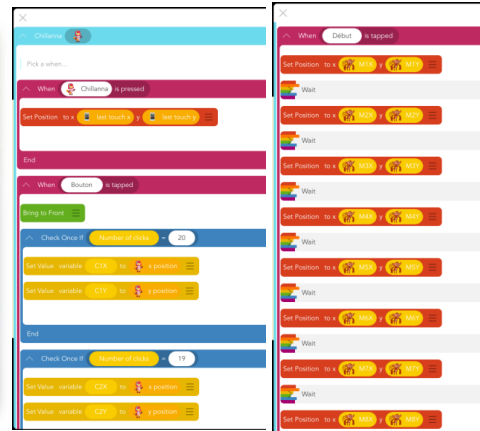 Chillanna
Pick a when...
When Chillanna is pressed
Set Position to x last touch x y last touch y
End
When Bouton is tapped
Bring to Front
Check Once If Number of clicks = 20
Set Value variable C1X to x position
Set Value variable C1Y to y position
End
Check Once If Number of clicks = 19
Set Value variable C2X to x position
Set Value variable C2Y to y position
When Début is tapped
Set Position to x M1X y M1Y
Wait
Set Position to x M2X y M2Y
Wait
Set Position to x M3X y M3Y
Wait
Set Position to x M4X y M4Y
Wait
Set Position to x M5X y M5Y
Wait
Set Position to x M6X y M6Y
Wait
Set Position to x M7X y M7Y
Wait
Set Position to x M8X y M8Y